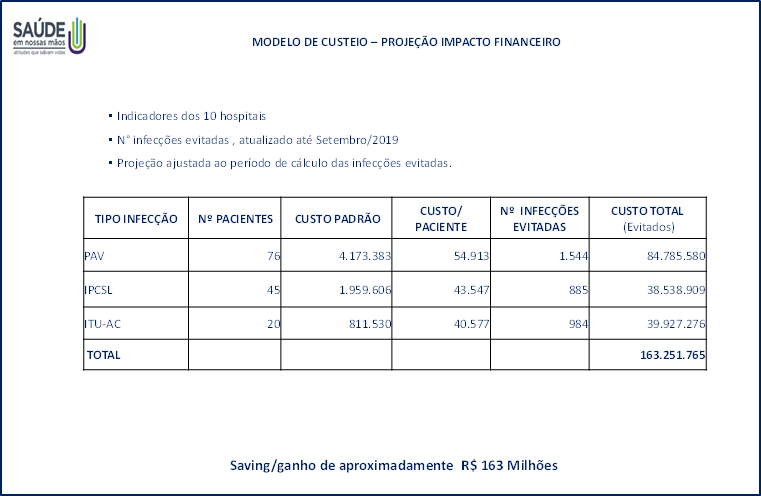 SAÚDE
em nossas mãos
atitudes que salvam vidas.
MODELO DE CUSTEIO – PROJEÇÃO IMPACTO FINANCEIRO
▪ Indicadores dos 10 hospitais
▪ N° infecções evitadas , atualizado até Setembro/2019
▪ Projeção ajustada ao período de cálculo das infecções evitadas.
TIPO INFECÇÃO Nº PACIENTES CUSTO PADRÃO CUSTO/ PACIENTE Nº INFECÇÕES EVITADAS CUSTO TOTAL (Evitados)
PAV 76 4.173.383 54.913 1.544 84.785.580
IPCSL 45 1.959.606 43.547 885 38.538.909
ITU-AC 20 811.530 40.577 984 39.927.276
TOTAL 163.251.765
Saving/ganho de aproximadamente R$ 163 Milhões